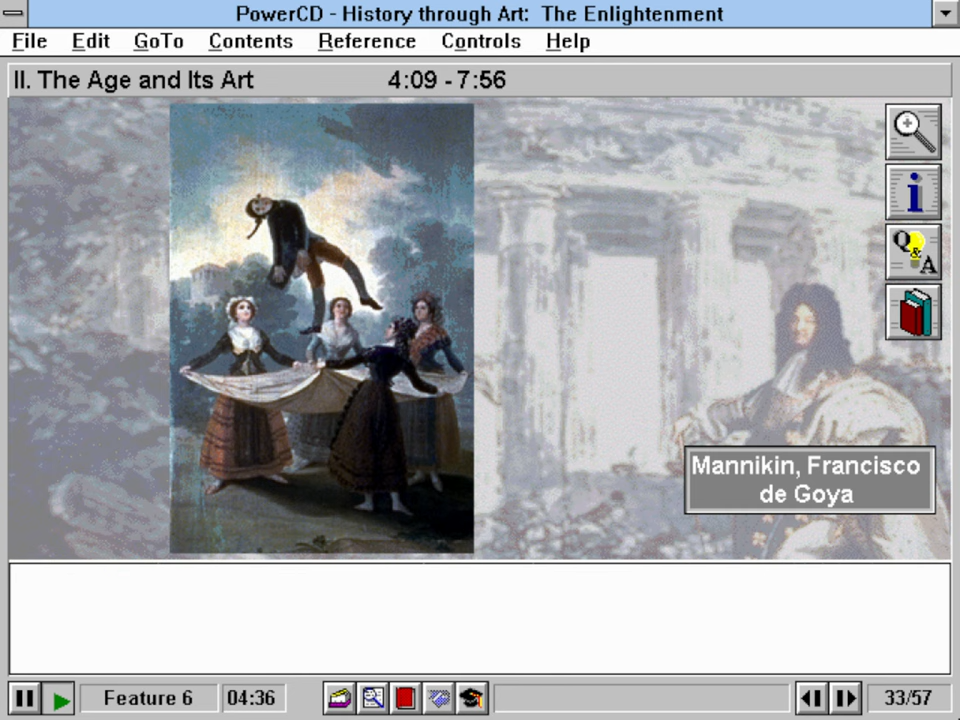 PowerCD - History through Art:  The Enlightenment
File Edit GoTo Contents Reference Controls Help
II. The Age and Its Art 4:09 - 7:56
i
Q&A
Mannikin, Francisco
de Goya
Feature 6 04:36 33/57